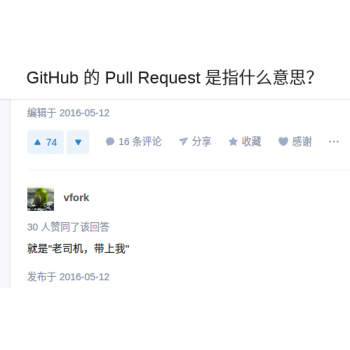 GitHub 的 Pull Request 是指什么意思？
编辑于 2016-05-12
74
16 条评论 分享 收藏 感谢
vfork
30 人赞同了该回答
就是"老司机，带上我"
发布于 2016-05-12